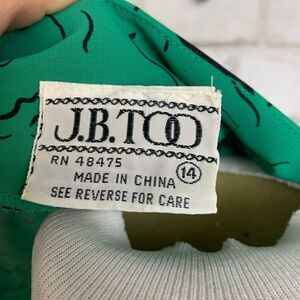 J.B.TOO
RN 48475
MADE IN CHINA 14
SEE REVERSE FOR CARE